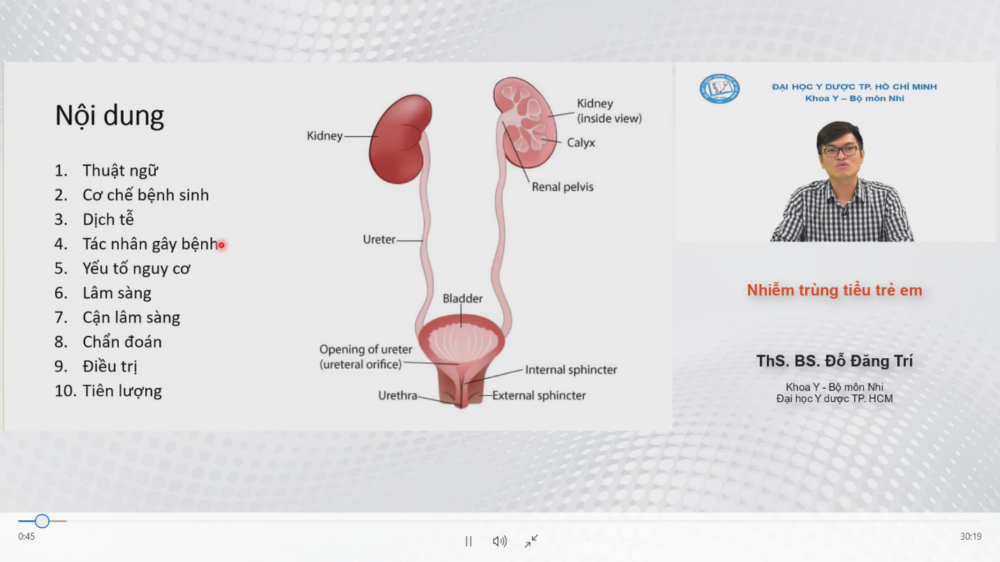 Nội dung
1. Thuật ngữ
2. Cơ chế bệnh sinh
3. Dịch tễ
4. Tác nhân gây bệnh
5. Yếu tố nguy cơ
6. Lâm sàng
7. Cận lâm sàng
8. Chẩn đoán
9. Điều trị
10. Tiên lượng
Kidney
Kidney
(inside view)
Calyx
Renal pelvis
Ureter
Bladder
Opening of ureter
(ureteral orifice)
Internal sphincter
Urethra
External sphincter
ĐẠI HỌC Y DƯỢC TP. HỒ CHÍ MINH
Khoa Y – Bộ môn Nhi
Nhiễm trùng tiểu trẻ em
ThS. BS. Đỗ Đăng Trí
Khoa Y - Bộ môn Nhi
Đại học Y dược TP. HCM
0:45
30:19